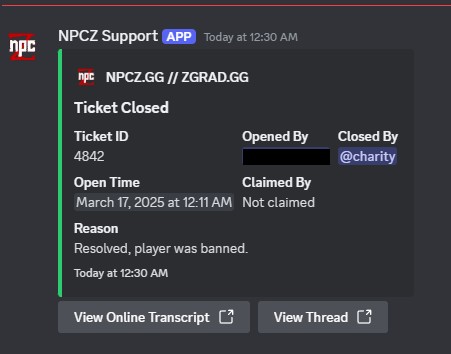 npc
NPCZ Support APP Today at 12:30 AM
npc NPCZ.GG // ZGRAD.GG
Ticket Closed
Ticket ID Opened By Closed By
4842 @charity
Open Time Claimed By
March 17, 2025 at 12:11 AM Not claimed
Reason
Resolved, player was banned.
Today at 12:30 AM
View Online Transcript View Thread